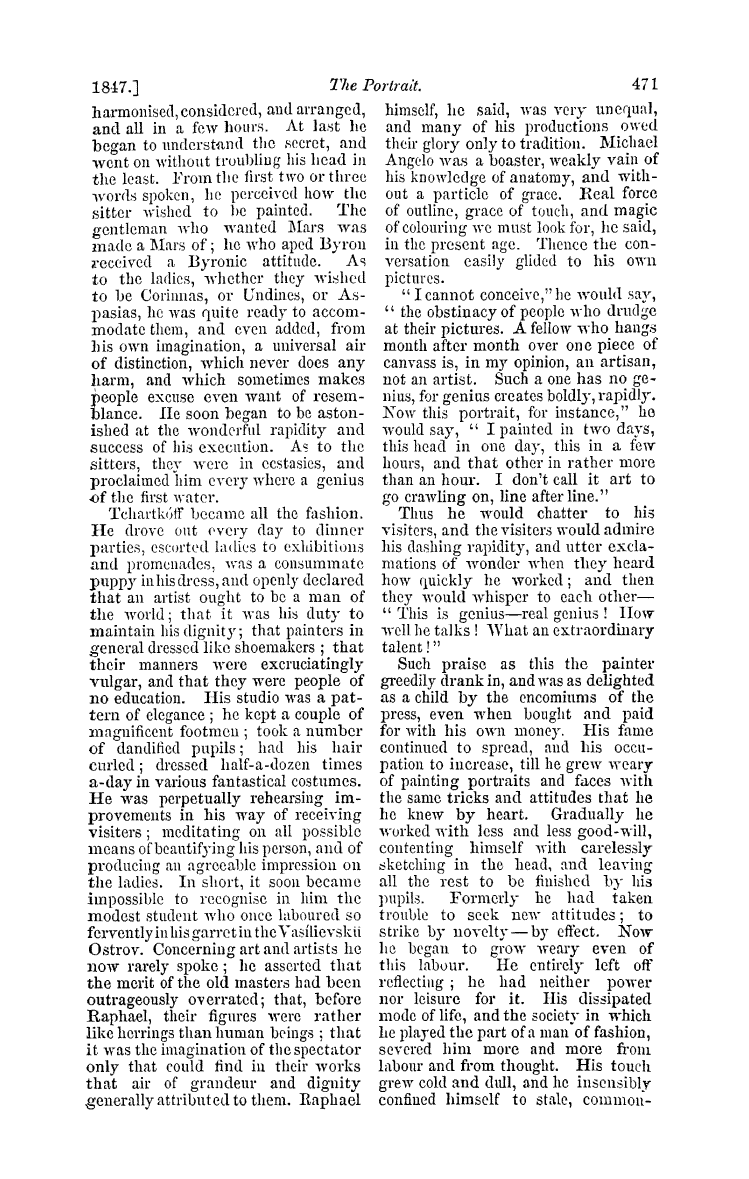 1847.] The Portrait. 471
harmonised, considered, and arranged,
and all in a few hours. At last he
began to understand the secret, and
went on without troubling his head in
the least. From the first two or three
words spoken, he perceived how the
sitter wished to be painted. The
gentleman who wanted Mars was
made a Mars of; he who aped Byron
received a Byronic attitude. As
to the ladies, whether they wished
to be Corinnas, or Undines, or As-
pasias, he was quite ready to accom-
modate them, and even added, from
his own imagination, a universal air
of distinction, which never does any
harm, and which sometimes makes
people excuse even want of resem-
blance. He soon began to be aston-
ished at the wonderful rapidity and
success of his execution. As to the
sitters, they were in ecstasies, and
proclaimed him every where a genius
of the first water.
Tchartkóff became all the fashion.
He drove out every day to dinner
parties, escorted ladies to exhibitions
and promenades, was a consummate
puppy in his dress, and openly declared
that an artist ought to be a man of
the world; that it was his duty to
maintain his dignity; that painters in
general dressed like shoemakers; that
their manners were excruciatingly
vulgar, and that they were people of
no education. His studio was a pat-
tern of elegance; he kept a couple of
magnificent footmen; took a number
of dandified pupils; had his hair
curled; dressed half-a-dozen times
a-day in various fantastical costumes.
He was perpetually rehearsing im-
provements in his way of receiving
visiters; meditating on all possible
means of beautifying his person, and of
producing an agreeable impression on
the ladies. In short, it soon became
impossible to recognise in him the
modest student who once laboured so
fervently in his garret in the Vasílievskii
Ostrov. Concerning art and artists he
now rarely spoke; he asserted that
the merit of the old masters had been
outrageously overrated; that, before
Raphael, their figures were rather
like herrings than human beings; that
it was the imagination of the spectator
only that could find in their works
that air of grandeur and dignity
generally attributed to them. Raphael
himself, he said, was very unequal,
and many of his productions owed
their glory only to tradition. Michael
Angelo was a boaster, weakly vain of
his knowledge of anatomy, and with-
out a particle of grace. Real force
of outline, grace of touch, and magic
of colouring we must look for, he said,
in the present age. Thence the con-
versation easily glided to his own
pictures.
"I cannot conceive," he would say,
"the obstinacy of people who drudge
at their pictures. A fellow who hangs
month after month over one piece of
canvass is, in my opinion, an artisan,
not an artist. Such a one has no ge-
nius, for genius creates boldly, rapidly.
Now this portrait, for instance," he
would say, "I painted in two days,
this head in one day, this in a few
hours, and that other in rather more
than an hour. I don't call it art to
go crawling on, line after line."
Thus he would chatter to his
visiters, and the visiters would admire
his dashing rapidity, and utter excla-
mations of wonder when they heard
how quickly he worked; and then
they would whisper to each other—
"This is genius—real genius! How
well he talks! What an extraordinary
talent!"
Such praise as this the painter
greedily drank in, and was as delighted
as a child by the encomiums of the
press, even when bought and paid
for with his own money. His fame
continued to spread, and his occu-
pation to increase, till he grew weary
of painting portraits and faces with
the same tricks and attitudes that he
he knew by heart. Gradually he
worked with less and less good-will,
contenting himself with carelessly
sketching in the head, and leaving
all the rest to be finished by his
pupils. Formerly he had taken
trouble to seek new attitudes; to
strike by novelty—by effect. Now
he began to grow weary even of
this labour. He entirely left off
reflecting; he had neither power
nor leisure for it. His dissipated
mode of life, and the society in which
he played the part of a man of fashion,
severed him more and more from
labour and from thought. His touch
grew cold and dull, and he insensibly
confined himself to stale, common-